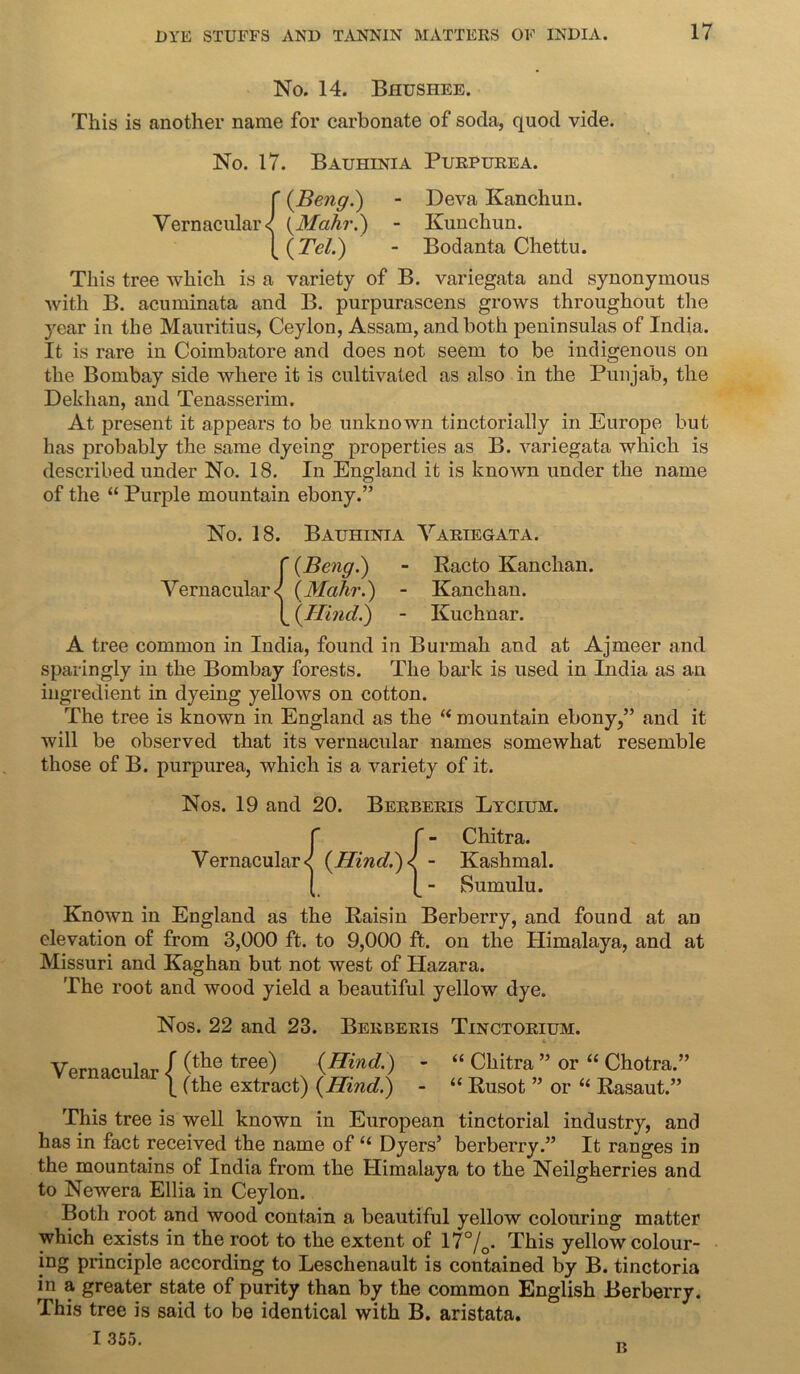 DYE STUFFS AND TANNIN MATTERS OF INDIA. 17
No. 14. Bhushee.
This is another name for carbonate of soda, quod vide.
No. 17. Bauhinia Purpurea.
(Beng.) - Deva Kanchun.
Vernacular (Mahr.) - Kunchun.
(Tel.) - Bodanta Chettu.
This tree which is a variety of B. variegata and synonymous
with B. acuminata and B. purpurascens grows throughout the
year in the Mauritius, Ceylon, Assam, and both peninsulas of India.
It is rare in Coimbatore and does not seem to be indigenous on
the Bombay side where it is cultivated as also in the Punjab, the
Dekhan, and Tenasserim.
At present it appears to be unknown tinctorially in Europe but
has probably the same dyeing properties as B. variegata which is
described under No. 18. In England it is known under the name
of the “ Purple mountain ebony.”
No. 18. Bauhinia Variegata.
(Beng.) - Racto Kanchan.
Vernacular (Mahr.) - Kanchan.
(Hind.) - Kuchnar.
A tree common in India, found in Burmah and at Ajmeer and
sparingly in the Bombay forests. The bark is used in India as an
ingredient in dyeing yellows on cotton.
The tree is known in England as the “ mountain ebony,” and it
will be observed that its vernacular names somewhat resemble
those of B. purpurea, which is a variety of it.
Nos. 19 and 20. Berberis Lycium.
- Chitra.
Vernacular (Hind.) - Kashmal.
- Sumulu.
Known in England as the Raisin Berberry, and found at an
elevation of from 3,000 ft. to 9,000 ft. on the Himalaya, and at
Missuri and Kaghan but not west of Hazara.
The root and wood yield a beautiful yellow dye.
Nos. 22 and 23. Berberis Tinctorium.
Vernacular { (the tree) (Hind.) - “ Chitra ” or “ Chotra.”
(the extract) (Hind.) - “ Rusot ” or “ Rasaut.”
This tree is well known in European tinctorial industry, and
has in fact received the name of “ Dyers’ berberry.” It ranges in
the mountains of India from the Himalaya to the Neilgherries and
to Newera Ellia in Ceylon.
Both root and wood contain a beautiful yellow colouring matter
which exists in the root to the extent of 17°/₀. This yellow colour-
ing principle according to Leschenault is contained by B. tinctoria
in a greater state of purity than by the common English Berberry.
This tree is said to be identical with B. aristata.
I 355. B